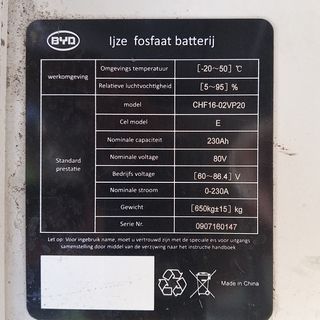 BYD Ijze fosfaat batterij
werkomgeving
Omgevings temperatuur [-20~50] ℃
Relatieve luchtvochtigheid [5~95] %
Standard prestatie
model CHF16-02VP20
Cel model E
Nominale capaciteit 230Ah
Nominale voltage 80V
Bedrijfs voltage [60~86.4] V
Nominale stroom 0-230A
Gewicht [650kg±15] kg
Serie Nr. 0907160147
Let op: Voor ingebruik name, moet u vertrouwd zijn met de speciale eis voor uitgangs
samenstelling door middel van de verwijzing naar het instructie handboek
Made in China